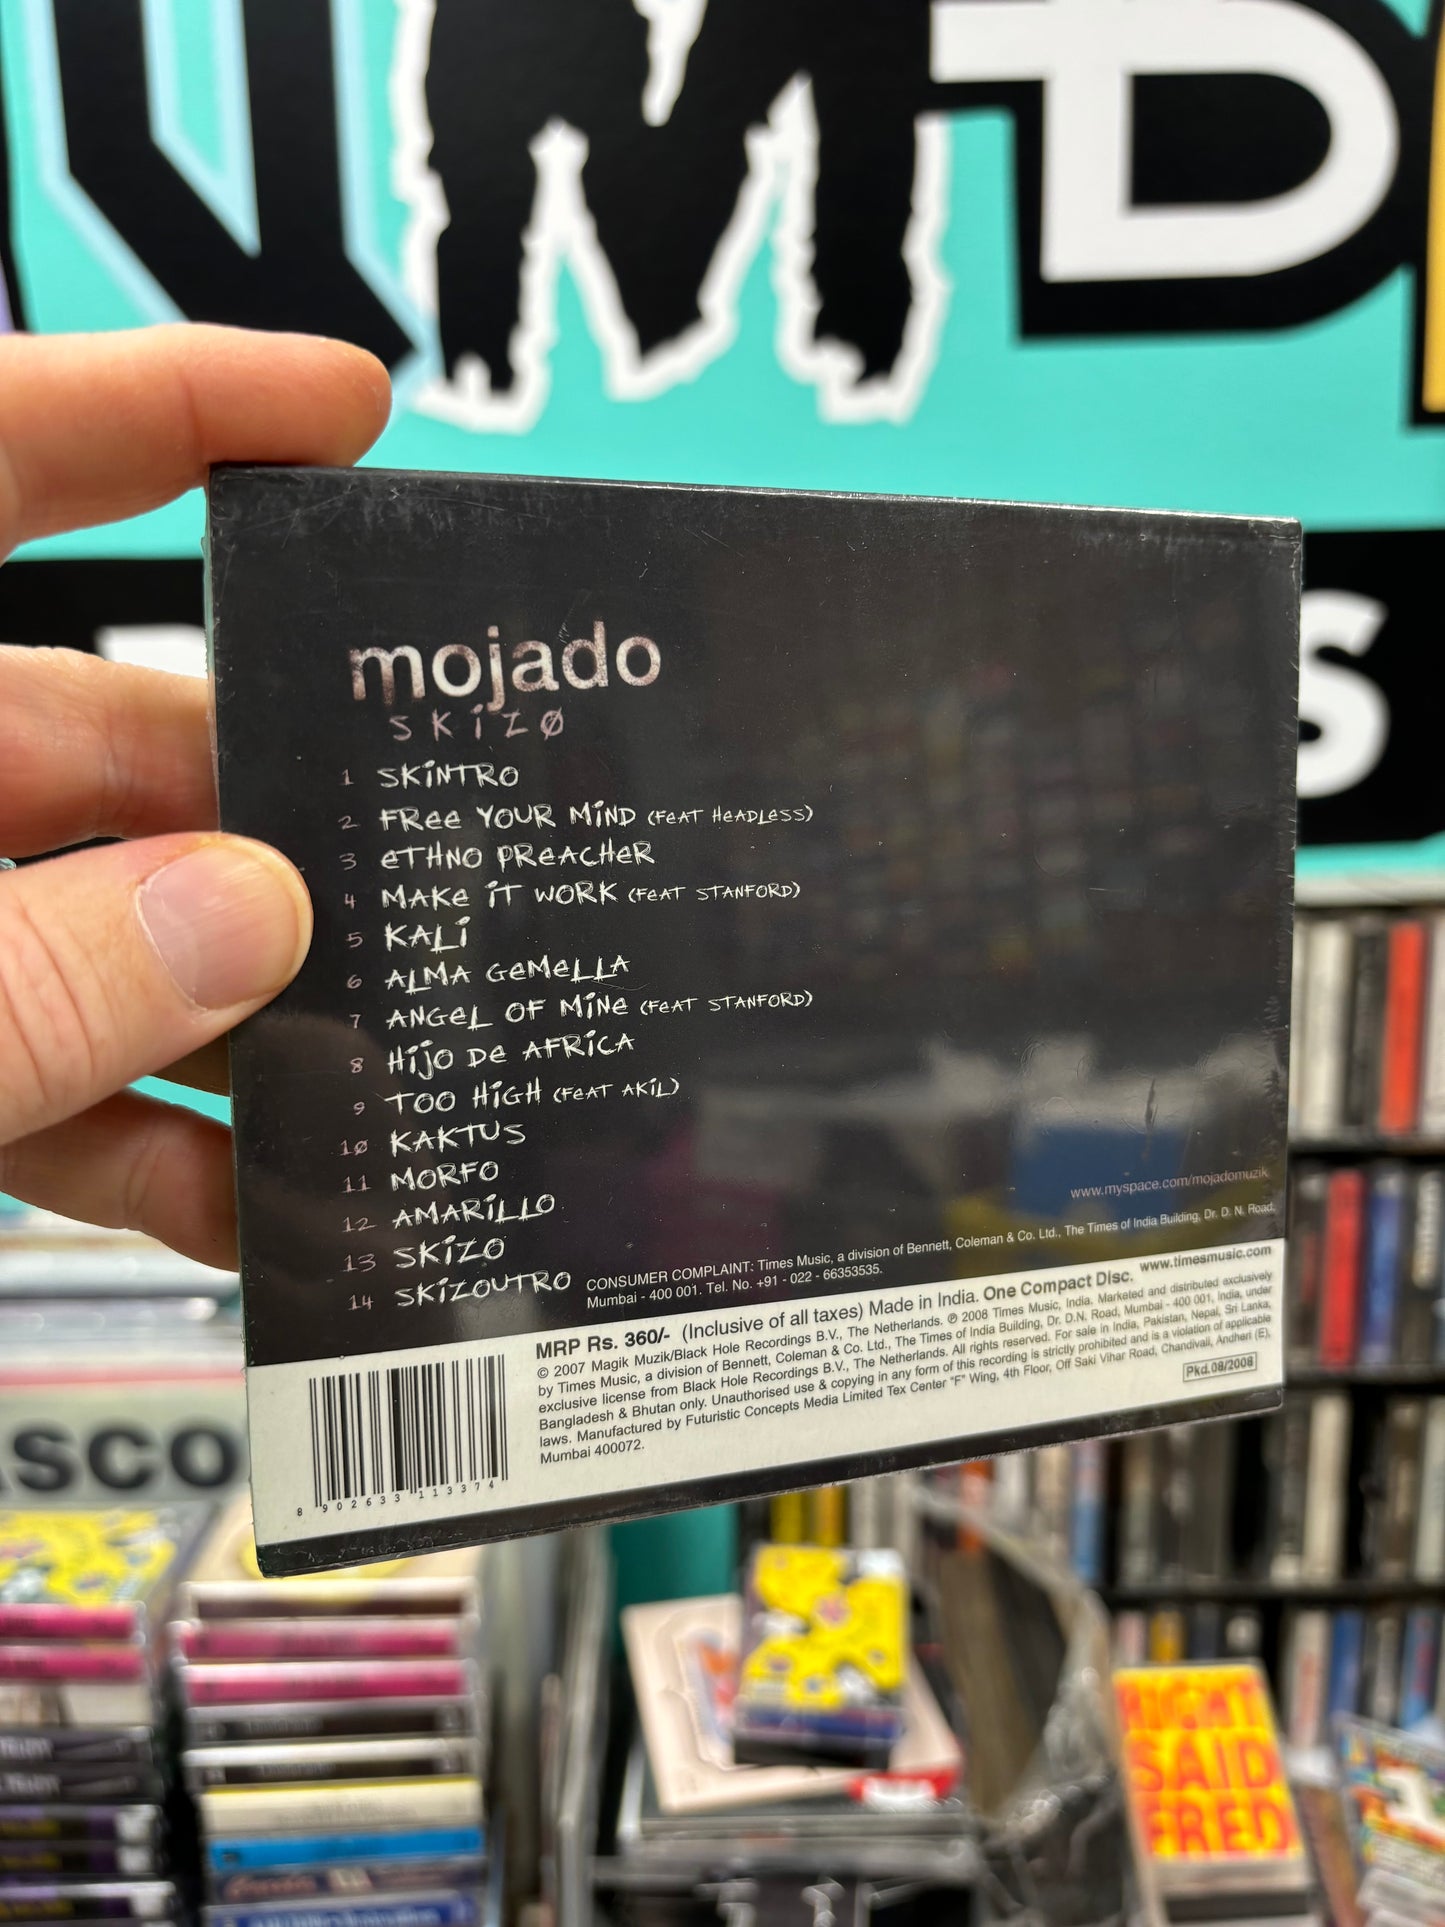 mojado
SKiZØ
1 SKiNTRO
2 FRee YOUR MiND (FeAT HeADLeSS)
3 eTHNO PReACHeR
4 MAKe iT WORK (FeAT STANFORD)
5 KALi
6 ALMA GeMeLLA
7 ANGeL OF MiNe (FeAT STANFORD)
8 HijO De AFRiCA
9 TOO HiGH (FeAT AKiL)
10 KAKTUS
11 MORFO
12 AMARiLLO
13 SKiZO
14 SKiZOUTRO
www.myspace.com/mojadomuzik
CONSUMER COMPLAINT: Times Music, a division of Bennett, Coleman & Co. Ltd., The Times of India Building, Dr. D. N. Road,
Mumbai - 400 001. Tel. No. +91 - 022 - 66353535.
www.timesmusic.com
MRP Rs. 360/- (Inclusive of all taxes) Made in India. One Compact Disc.
© 2007 Magik Muzik/Black Hole Recordings B.V., The Netherlands. ℗ 2008 Times Music, India. Marketed and distributed exclusively
by Times Music, a division of Bennett, Coleman & Co. Ltd., The Times of India Building, Dr. D.N. Road, Mumbai - 400 001, India, under
exclusive license from Black Hole Recordings B.V., The Netherlands. All rights reserved. For sale in India, Pakistan, Nepal, Sri Lanka,
Bangladesh & Bhutan only. Unauthorised use & copying in any form of this recording is strictly prohibited and is a violation of applicable
laws. Manufactured by Futuristic Concepts Media Limited Tex Center "F" Wing, 4th Floor, Off Saki Vihar Road, Chandivali, Andheri (E),
Mumbai 400072.
Pkd.08/2008
8 902633 113374
RIGHT
SAID
FRED